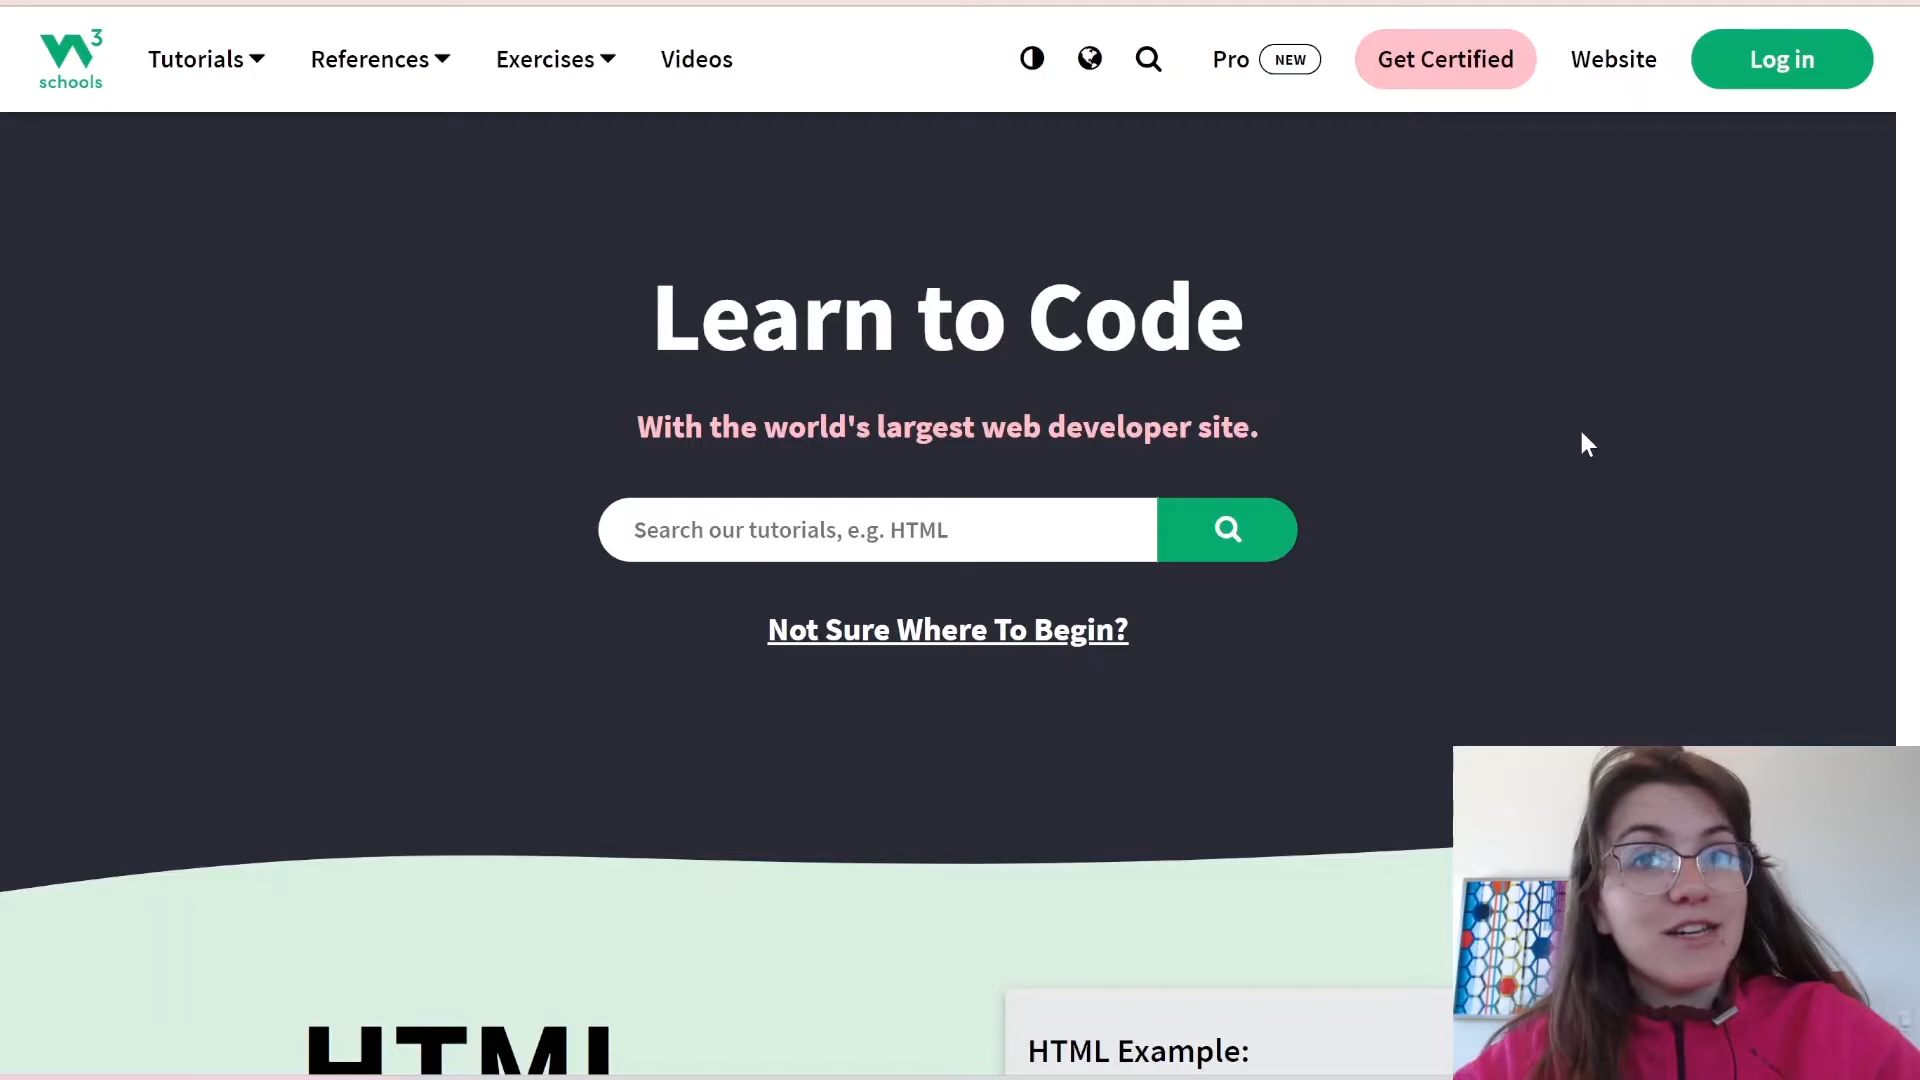 W3
schools
Tutorials
References
Exercises
Videos
Pro
NEW
Get Certified
Website
Log in
Learn to Code
With the world's largest web developer site.
Search our tutorials, e.g. HTML
Not Sure Where To Begin?
HTML
HTML Example: